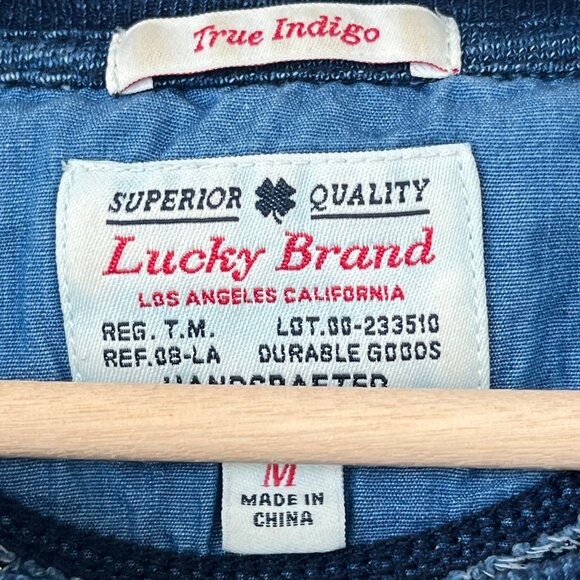 True Indigo
SUPERIOR QUALITY
Lucky Brand
LOS ANGELES CALIFORNIA
REG. T.M. LOT.00-233510
REF.08-LA DURABLE GOODS
HANDCRAFTED
M
MADE IN
CHINA